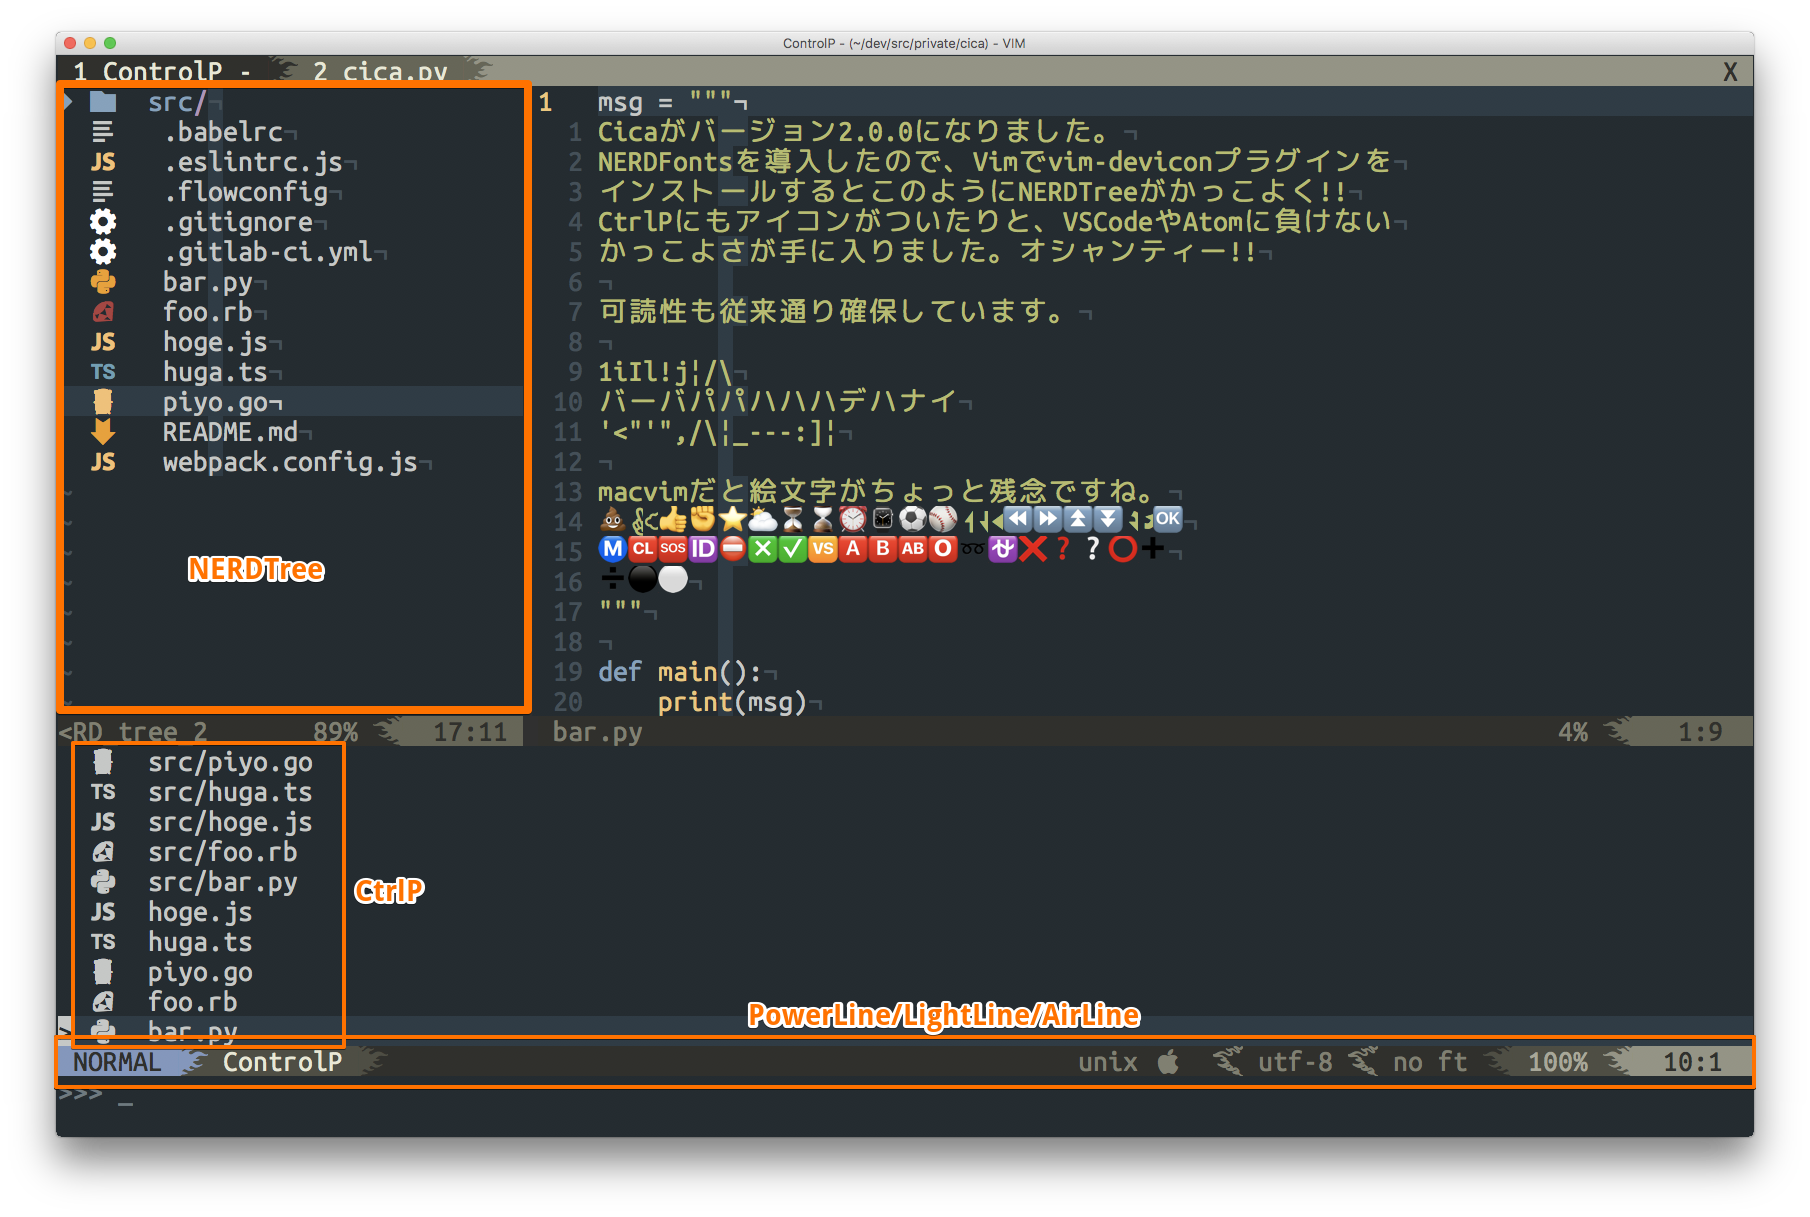 ControlP - (~/dev/src/private/cica) - VIM
1 ControlP - 2 cica.py X
src/¬
.babelrc¬
JS .eslintrc.js¬
.flowconfig¬
.gitignore¬
.gitlab-ci.yml¬
bar.py¬
foo.rb¬
JS hoge.js¬
TS huga.ts¬
piyo.go¬
README.md¬
JS webpack.config.js¬
~
~
~
NERDTree
~
~
~
~
~
1 msg = """¬
1 Cicaがバージョン2.0.0になりました。¬
2 NERDFontsを導入したので、Vimでvim-deviconプラグインを¬
3 インストールするとこのようにNERDTreeがかっこよく!!¬
4 CtrlPにもアイコンがついたりと、VSCodeやAtomに負けない¬
5 かっこよさが手に入りました。オシャンティー!!¬
6 ¬
7 可読性も従来通り確保しています。¬
8 ¬
9 1iIl!j¦/\¬
10 バーバパパハハハデハナイ¬
11 '<"'",/\¦_---:]¦¬
12 ¬
13 macvimだと絵文字がちょっと残念ですね。¬
14 💩👍✊⭐⛅⌛⏳⏰⌚⚽⚾⏪⏩⏫⏬🆗¬
15 Ⓜ🆑🆘🆔⛔❎✅🆚🅰🅱🆎🅾➿⛎❌❓❔⭕➕¬
16 ➗⚫⚪¬
17 """¬
18 ¬
19 def main():¬
20 print(msg)¬
<RD_tree_2 89% 17:11 bar.py 4% 1:9
src/piyo.go
TS src/huga.ts
JS src/hoge.js
src/foo.rb
src/bar.py
JS hoge.js
TS huga.ts
piyo.go
foo.rb
> bar.py
CtrlP
PowerLine/LightLine/AirLine
NORMAL ControlP unix utf-8 no ft 100% 10:1
>>> _